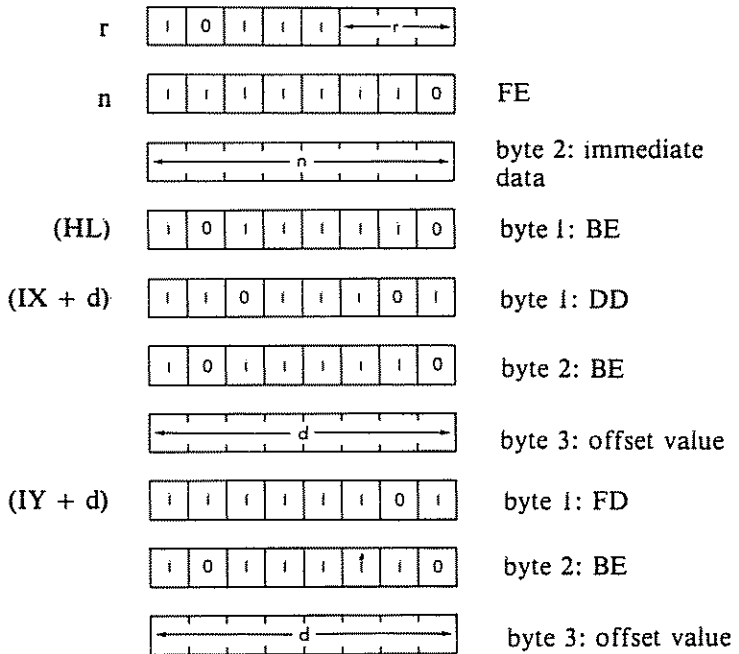 r 1 0 1 1 1 r
n 1 1 1 1 1 1 1 0 FE
n byte 2: immediate
data
(HL) 1 0 1 1 1 1 1 0 byte 1: BE
(IX + d) 1 1 0 1 1 1 0 1 byte 1: DD
1 0 1 1 1 1 1 0 byte 2: BE
d byte 3: offset value
(IY + d) 1 1 1 1 1 1 0 1 byte 1: FD
1 0 1 1 1 1 1 0 byte 2: BE
d byte 3: offset value